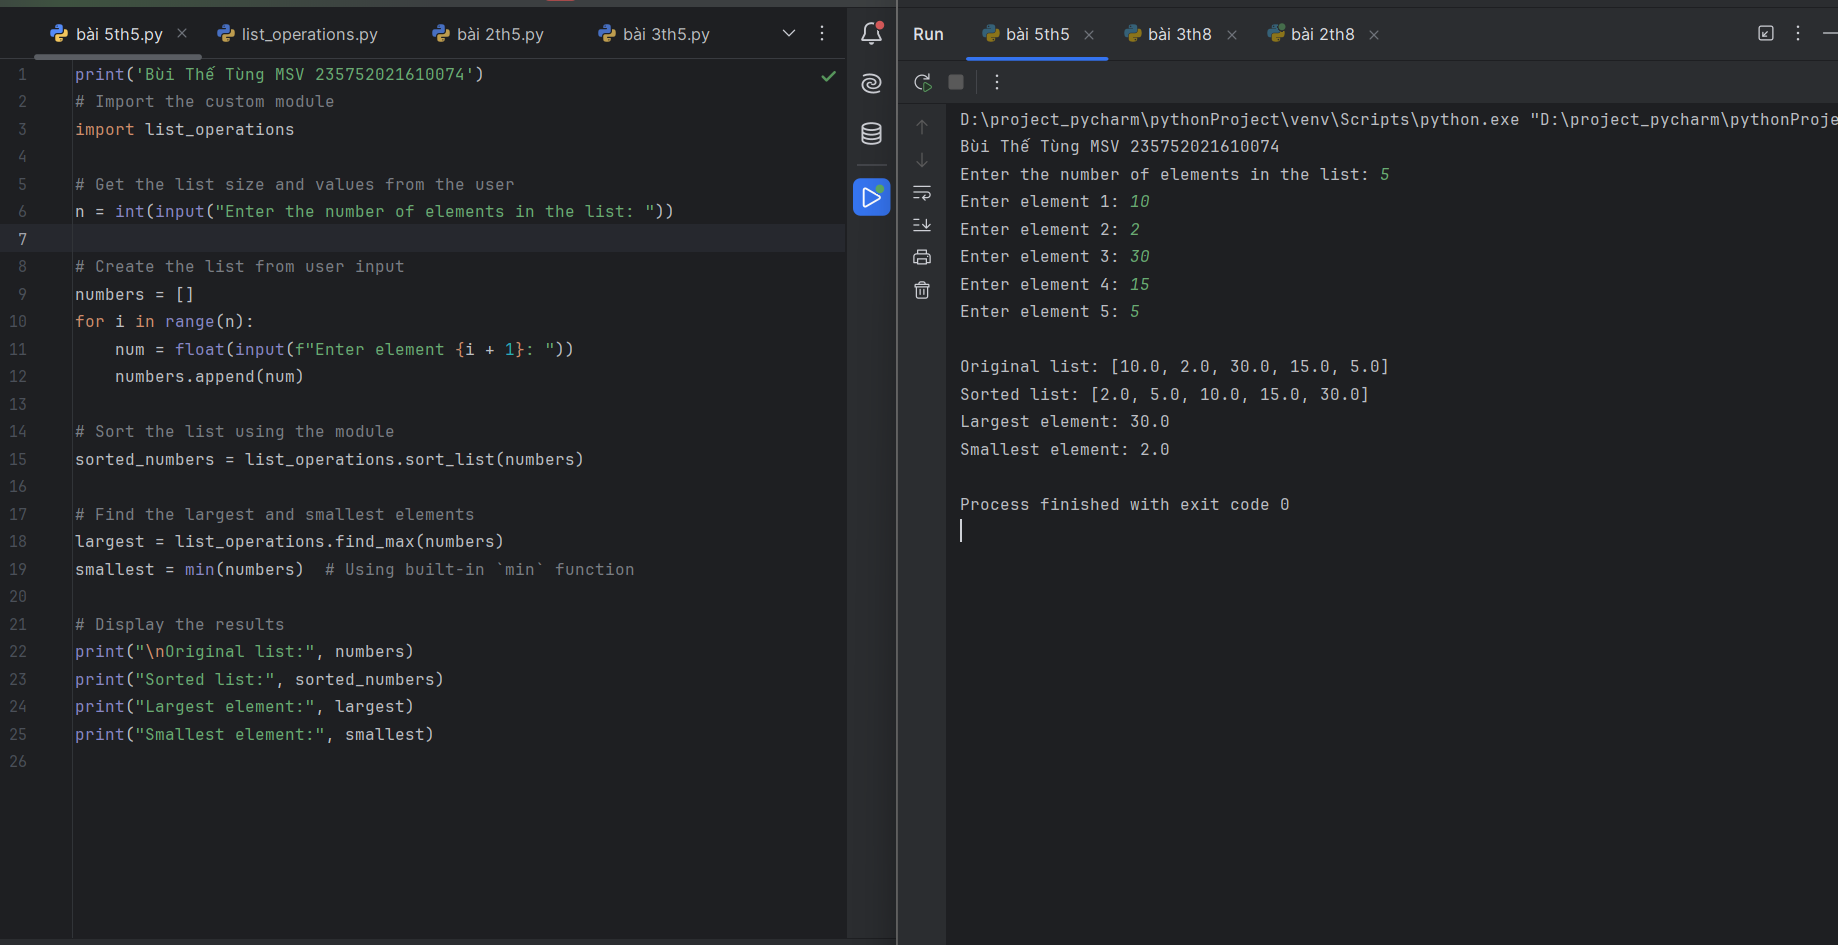 bài 5th5.py
list_operations.py
bài 2th5.py
bài 3th5.py
1 print('Bùi Thế Tùng MSV 235752021610074')
2 # Import the custom module
3 import list_operations
4
5 # Get the list size and values from the user
6 n = int(input("Enter the number of elements in the list: "))
7
8 # Create the list from user input
9 numbers = []
10 for i in range(n):
11     num = float(input(f"Enter element {i + 1}: "))
12     numbers.append(num)
13
14 # Sort the list using the module
15 sorted_numbers = list_operations.sort_list(numbers)
16
17 # Find the largest and smallest elements
18 largest = list_operations.find_max(numbers)
19 smallest = min(numbers)  # Using built-in `min` function
20
21 # Display the results
22 print("\nOriginal list:", numbers)
23 print("Sorted list:", sorted_numbers)
24 print("Largest element:", largest)
25 print("Smallest element:", smallest)
26
Run
bài 5th5
bài 3th8
bài 2th8
D:\project_pycharm\pythonProject\venv\Scripts\python.exe "D:\project_pycharm\pythonProje
Bùi Thế Tùng MSV 235752021610074
Enter the number of elements in the list: 5
Enter element 1: 10
Enter element 2: 2
Enter element 3: 30
Enter element 4: 15
Enter element 5: 5
Original list: [10.0, 2.0, 30.0, 15.0, 5.0]
Sorted list: [2.0, 5.0, 10.0, 15.0, 30.0]
Largest element: 30.0
Smallest element: 2.0
Process finished with exit code 0